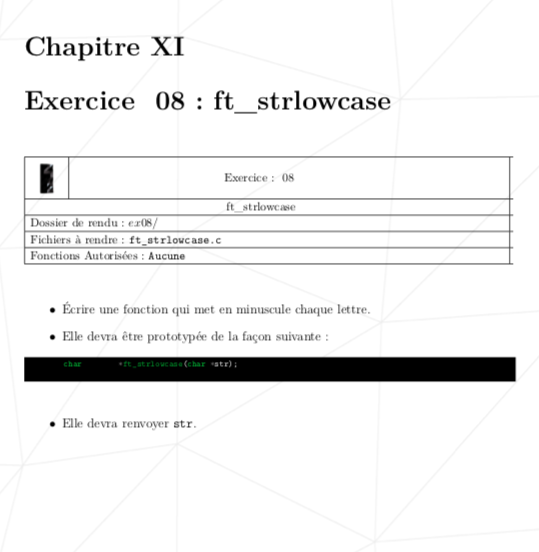 Chapitre XI
Exercice 08 : ft_strlowcase
Exercice : 08
ft_strlowcase
Dossier de rendu : ex08/
Fichiers à rendre : ft_strlowcase.c
Fonctions Autorisées : Aucune
• Écrire une fonction qui met en minuscule chaque lettre.
• Elle devra être prototypée de la façon suivante :
char *ft_strlowcase(char *str);
• Elle devra renvoyer str.